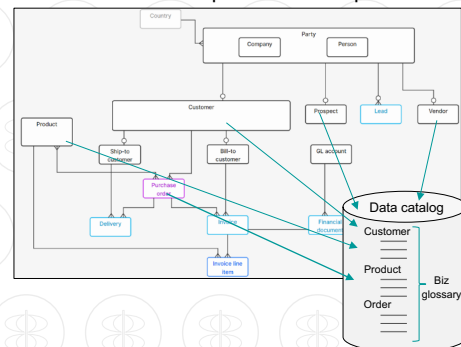 Country
Party
Company
Person
Customer
Prospect
Lead
Vendor
Product
Ship-to
customer
Bill-to
customer
GL account
Purchase
order
Delivery
Invoice
Financial
document
Invoice line
item
Data catalog
Customer
Product
Order
Biz
glossary